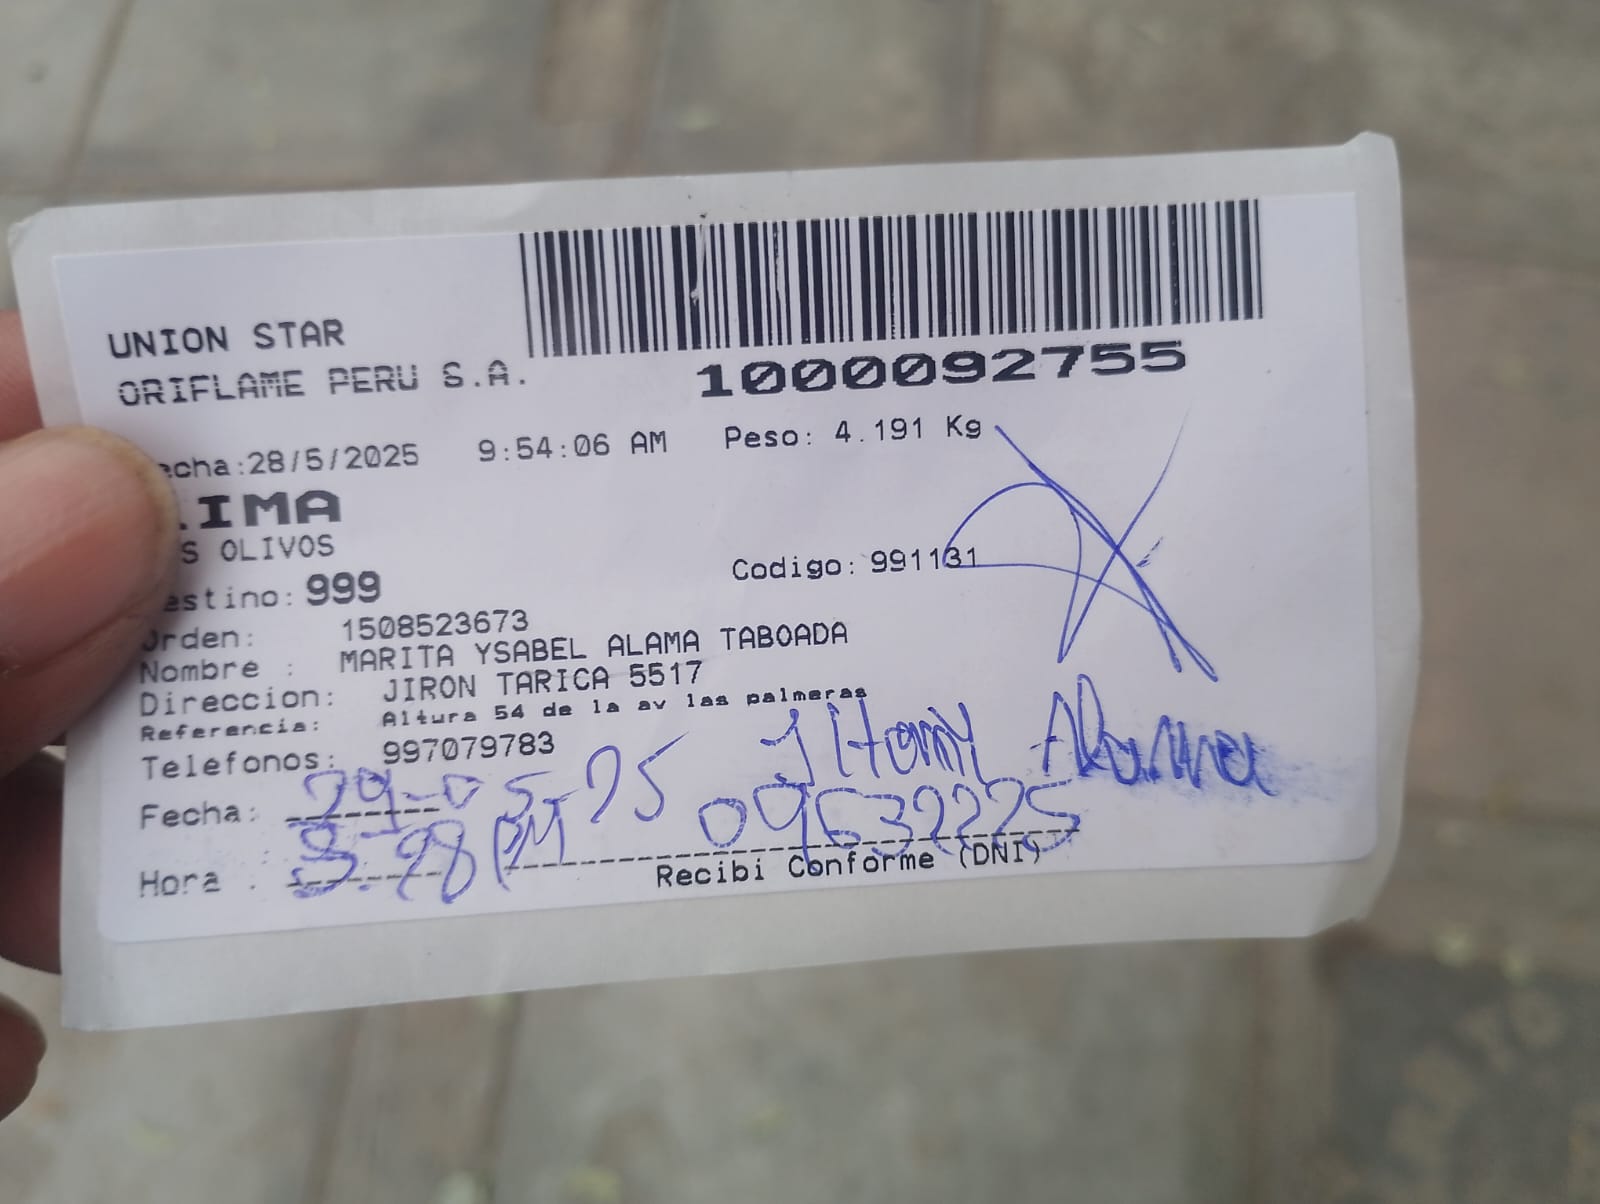 UNION STAR
ORIFLAME PERU S.A.
1000092755
echa:28/5/2025 9:54:06 AM Peso: 4.191 Kg
IMA
S OLIVOS
Codigo: 991131
estino: 999
Orden: 1508523673
Nombre : MARITA YSABEL ALAMA TABOADA
Direccion: JIRON TARICA 5517
Referencia: Altura 54 de la av las palmeras
Telefonos: 997079783
Fecha: 29-05-25 Alama
Hora : 3:28 PM 09632225
Recibi Conforme (DNI)